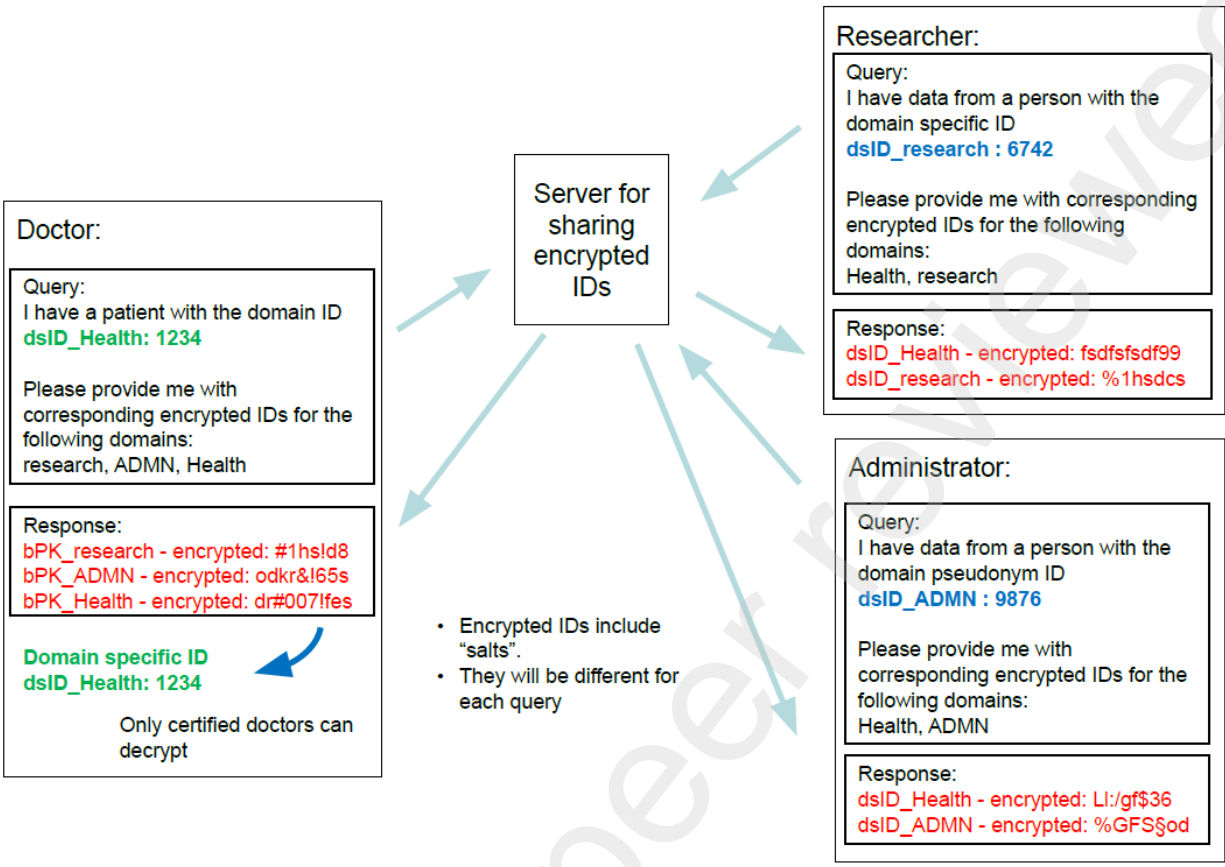 Doctor:
Query:
I have a patient with the domain ID
dsID_Health: 1234
Please provide me with
corresponding encrypted IDs for the
following domains:
research, ADMN, Health
Response:
bPK_research - encrypted: #1hs!d8
bPK_ADMN - encrypted: odkr&!65s
bPK_Health - encrypted: dr#007!fes
Domain specific ID
dsID_Health: 1234
Only certified doctors can
decrypt
Server for
sharing
encrypted
IDs
• Encrypted IDs include
“salts”.
• They will be different for
each query
Researcher:
Query:
I have data from a person with the
domain specific ID
dsID_research : 6742
Please provide me with corresponding
encrypted IDs for the following
domains:
Health, research
Response:
dsID_Health - encrypted: fsdfsfsdf99
dsID_research - encrypted: %1hsdcs
Administrator:
Query:
I have data from a person with the
domain pseudonym ID
dsID_ADMN : 9876
Please provide me with
corresponding encrypted IDs for the
following domains:
Health, ADMN
Response:
dsID_Health - encrypted: LI:/gf$36
dsID_ADMN - encrypted: %GFS§od
peer reviewed